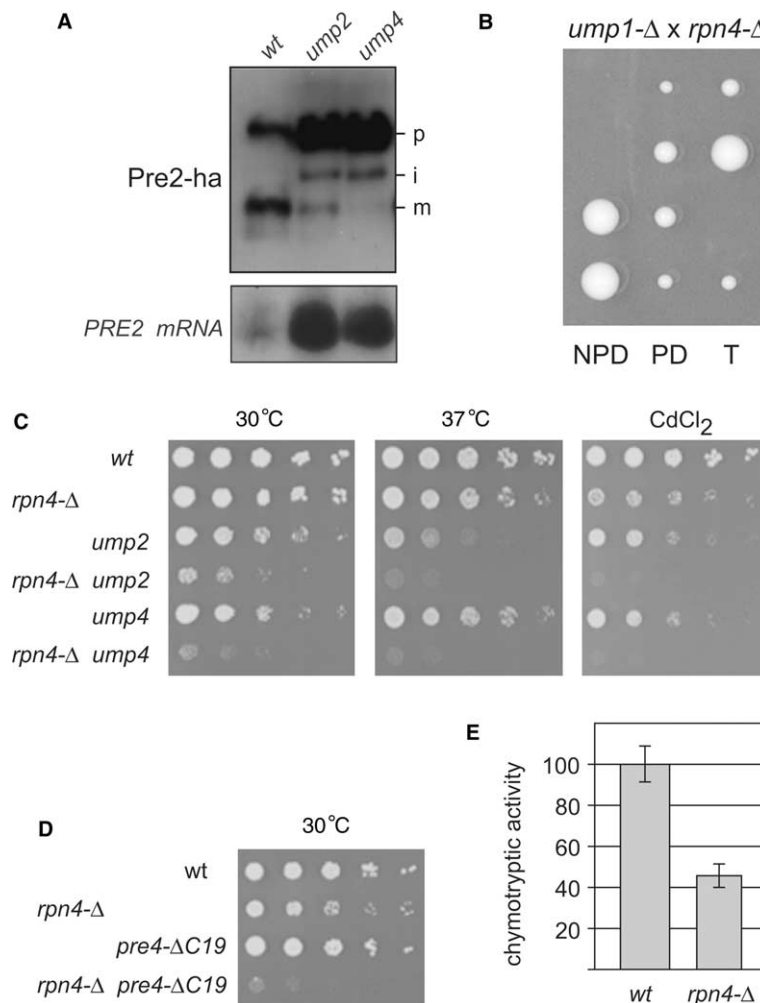 A
wt ump2 ump4
Pre2-ha
p
i
m
PRE2 mRNA
B
ump1-Δ x rpn4-Δ
NPD PD T
C
30°C 37°C CdCl2
wt
rpn4-Δ
ump2
rpn4-Δ ump2
ump4
rpn4-Δ ump4
D
30°C
wt
rpn4-Δ
pre4-ΔC19
rpn4-Δ pre4-ΔC19
E
chymotryptic activity
100
80
60
40
20
wt rpn4-Δ